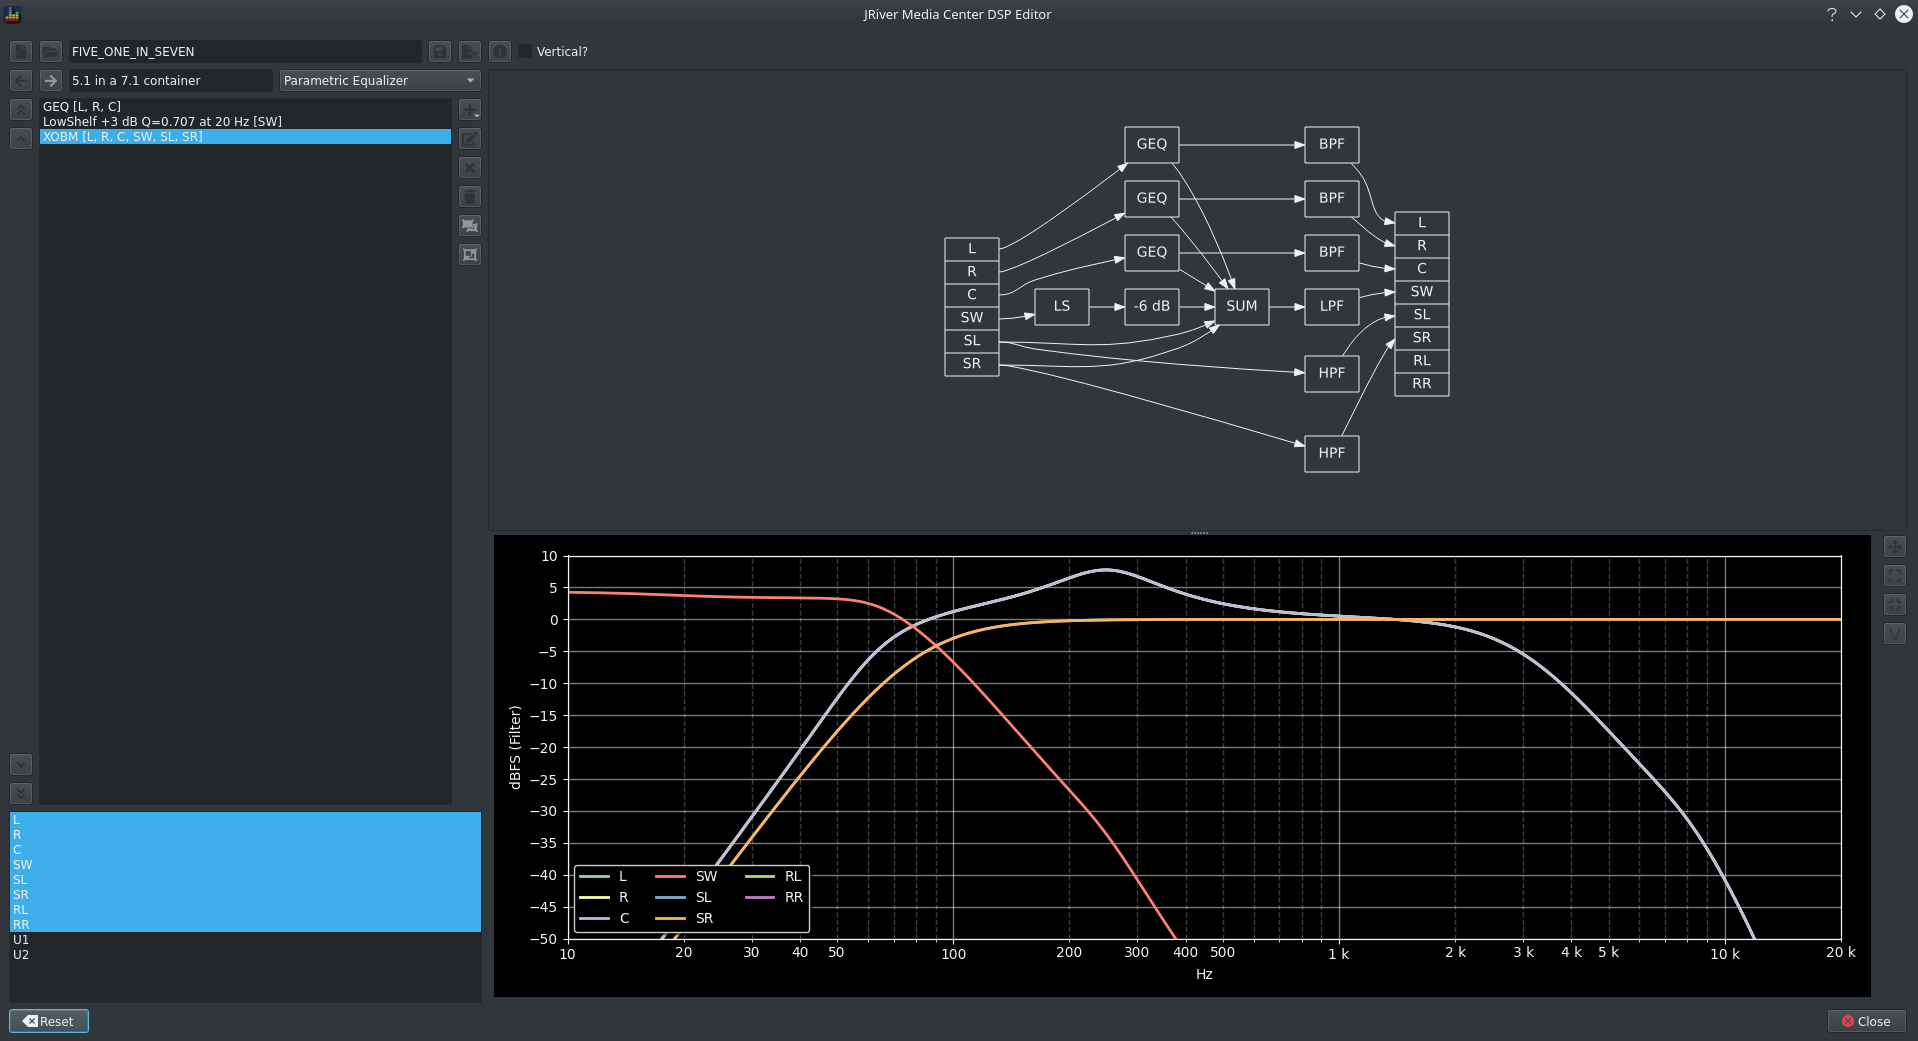 JRiver Media Center DSP Editor
FIVE_ONE_IN_SEVEN
Vertical?
5.1 in a 7.1 container
Parametric Equalizer
GEQ [L, R, C]
LowShelf +3 dB Q=0.707 at 20 Hz [SW]
XOBM [L, R, C, SW, SL, SR]
L
R
C
SW
SL
SR
RL
RR
U1
U2
Reset
L
R
C
SW
SL
SR
LS
GEQ
GEQ
GEQ
-6 dB
SUM
BPF
BPF
BPF
LPF
HPF
HPF
L
R
C
SW
SL
SR
RL
RR
dBFS (Filter)
10
5
0
−5
−10
−15
−20
−25
−30
−35
−40
−45
−50
L SW RL
R SL RR
C SR
10 20 30 40 50 100 200 300 400 500 1 k 2 k 3 k 4 k 5 k 10 k 20 k
Hz
Close